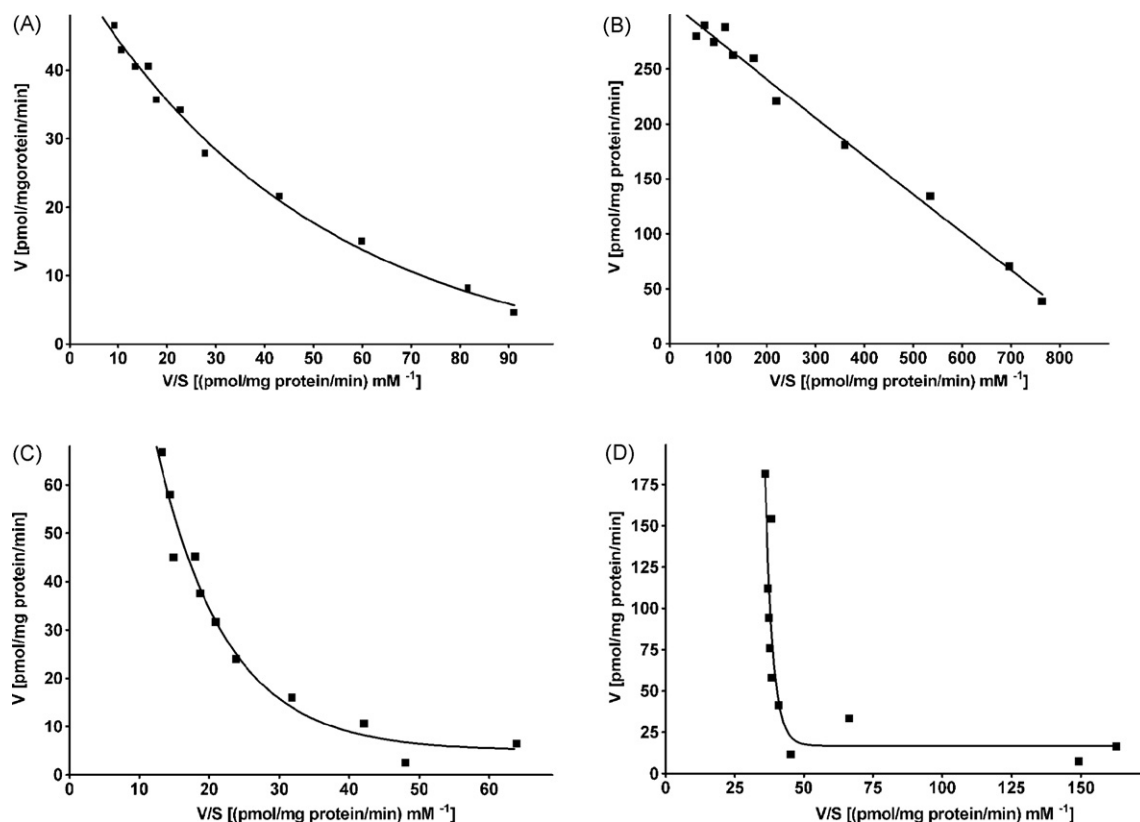 (A)
V [pmol/mgorotein/min]
40
30
20
10
0
0 10 20 30 40 50 60 70 80 90
V/S [(pmol/mg protein/min) mM -1]
(B)
V [pmol/mg protein/min]
250
200
150
100
50
0
0 100 200 300 400 500 600 700 800
V/S [(pmol/mg protein/min) mM -1]
(C)
V [pmol/mg protein/min]
60
50
40
30
20
10
0
0 10 20 30 40 50 60
V/S [(pmol/mg protein/min) mM -1]
(D)
V [pmol/mg protein/min]
175
150
125
100
75
50
25
0
0 25 50 75 100 125 150
V/S [(pmol/mg protein/min) mM -1]